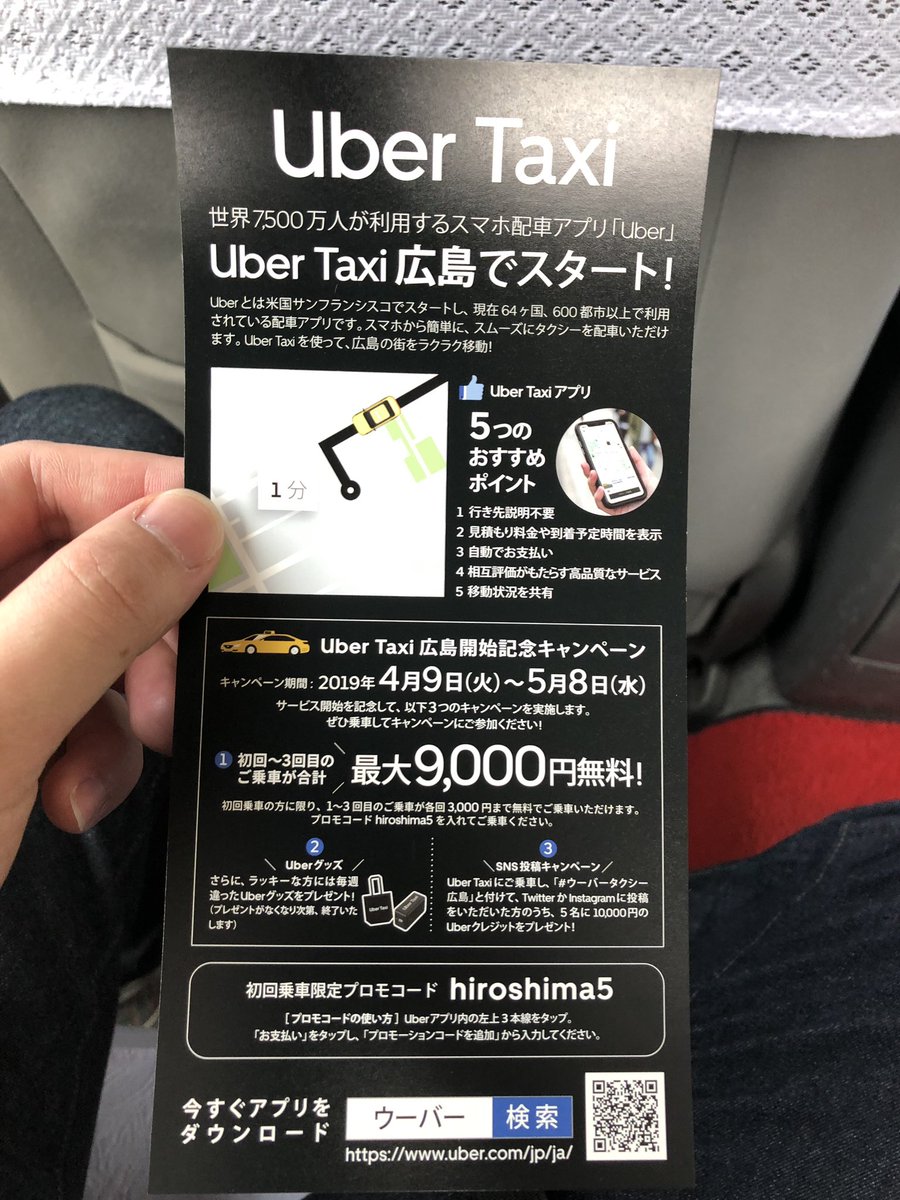 Uber Taxi
世界7,500万人が利用するスマホ配車アプリ「Uber」
Uber Taxi 広島でスタート!
Uberとは米国サンフランシスコでスタートし、現在64ヶ国、600都市以上で利用
されている配車アプリです。スマホから簡単に、スムーズにタクシーを配車いただけ
ます。Uber Taxiを使って、広島の街をラクラク移動!
1分
Uber Taxiアプリ
5つの
おすすめ
ポイント
1 行き先説明不要
2 見積もり料金や到着予定時間を表示
3 自動でお支払い
4 相互評価がもたらす高品質なサービス
5 移動状況を共有
Uber Taxi 広島開始記念キャンペーン
キャンペーン期間: 2019年 4月9日(火)〜5月8日(水)
サービス開始を記念して、以下3つのキャンペーンを実施します。
ぜひ乗車してキャンペーンにご参加ください!
1 初回〜3回目の
ご乗車が合計
最大9,000円無料!
初回乗車の方に限り、1〜3回目のご乗車が各回3,000円まで無料でご乗車いただけます。
プロモコード hiroshima5 を入れてご乗車ください。
2
Uberグッズ
さらに、ラッキーな方には毎週
違ったUberグッズをプレゼント!
(プレゼントがなくなり次第、終了いた
します)
Uber Taxi
Uber Taxi
3
SNS投稿キャンペーン
Uber Taxiにご乗車し、「#ウーバータクシー
広島」と付けて、TwitterかInstagramに投稿
をいただいた方のうち、5名に10,000円の
Uberクレジットをプレゼント!
初回乗車限定プロモコード hiroshima5
[プロモコードの使い方] Uberアプリ内の左上3本線をタップ。
「お支払い」をタップし、「プロモーションコードを追加」から入力してください。
今すぐアプリを
ダウンロード
ウーバー 検索
https://www.uber.com/jp/ja/